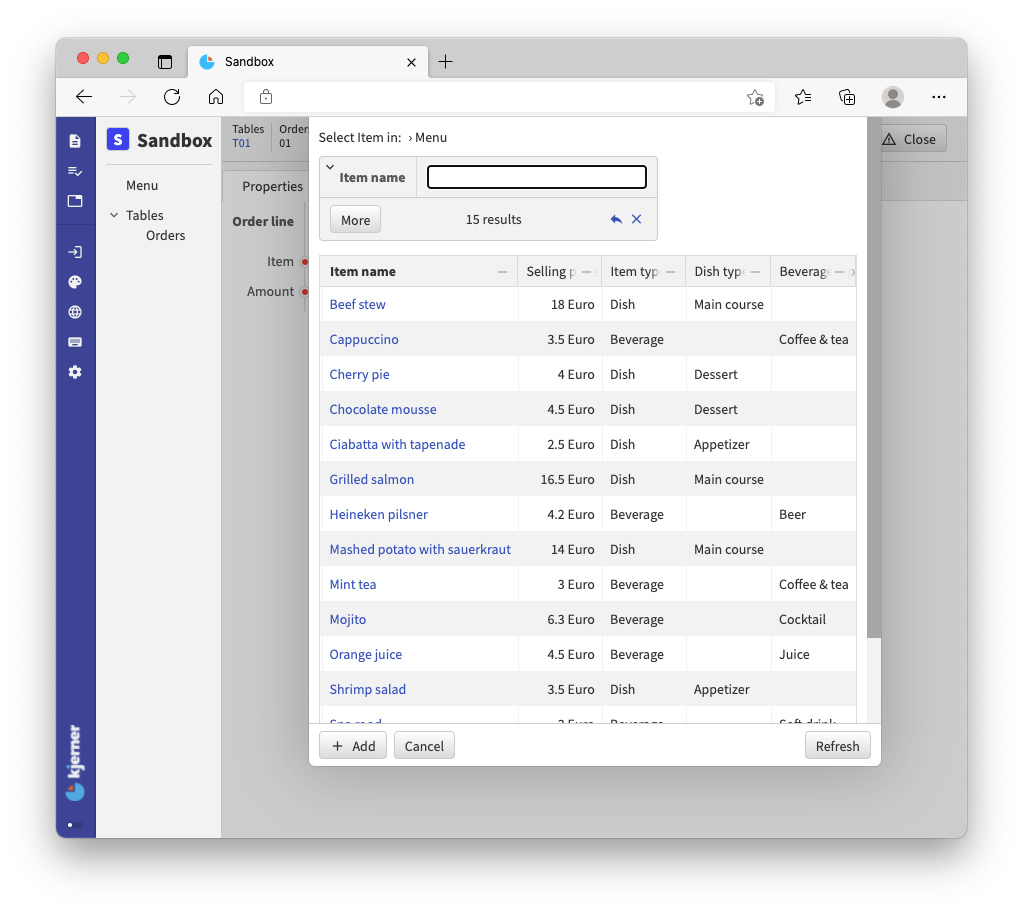 Sandbox
S Sandbox
Menu
Tables
Orders
kjerner
Tables
T01
Order
01
Close
Properties
Order line
Item
Amount
Select Item in: › Menu
Item name
More 15 results
Item name Selling Item typ Dish typ Beverag
Beef stew 18 Euro Dish Main course
Cappuccino 3.5 Euro Beverage Coffee & tea
Cherry pie 4 Euro Dish Dessert
Chocolate mousse 4.5 Euro Dish Dessert
Ciabatta with tapenade 2.5 Euro Dish Appetizer
Grilled salmon 16.5 Euro Dish Main course
Heineken pilsner 4.2 Euro Beverage Beer
Mashed potato with sauerkraut 14 Euro Dish Main course
Mint tea 3 Euro Beverage Coffee & tea
Mojito 6.3 Euro Beverage Cocktail
Orange juice 4.5 Euro Beverage Juice
Shrimp salad 3.5 Euro Dish Appetizer
Add Cancel Refresh